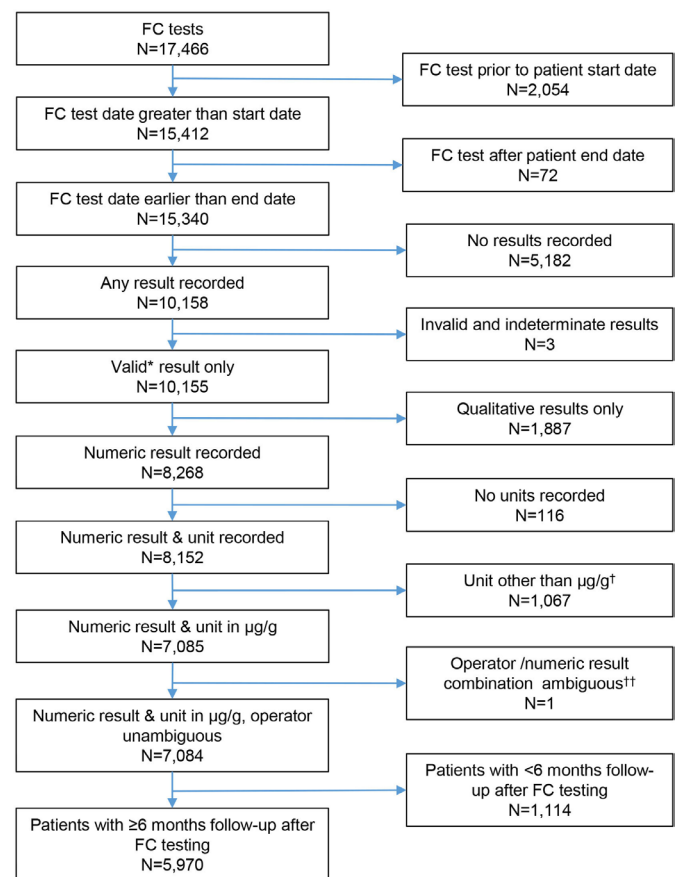 FC tests
N=17,466
FC test prior to patient start date
N=2,054
FC test date greater than start date
N=15,412
FC test after patient end date
N=72
FC test date earlier than end date
N=15,340
No results recorded
N=5,182
Any result recorded
N=10,158
Invalid and indeterminate results
N=3
Valid* result only
N=10,155
Qualitative results only
N=1,887
Numeric result recorded
N=8,268
No units recorded
N=116
Numeric result & unit recorded
N=8,152
Unit other than µg/g†
N=1,067
Numeric result & unit in µg/g
N=7,085
Operator /numeric result
combination ambiguous††
N=1
Numeric result & unit in µg/g, operator
unambiguous
N=7,084
Patients with <6 months follow-
up after FC testing
N=1,114
Patients with ≥6 months follow-up after
FC testing
N=5,970